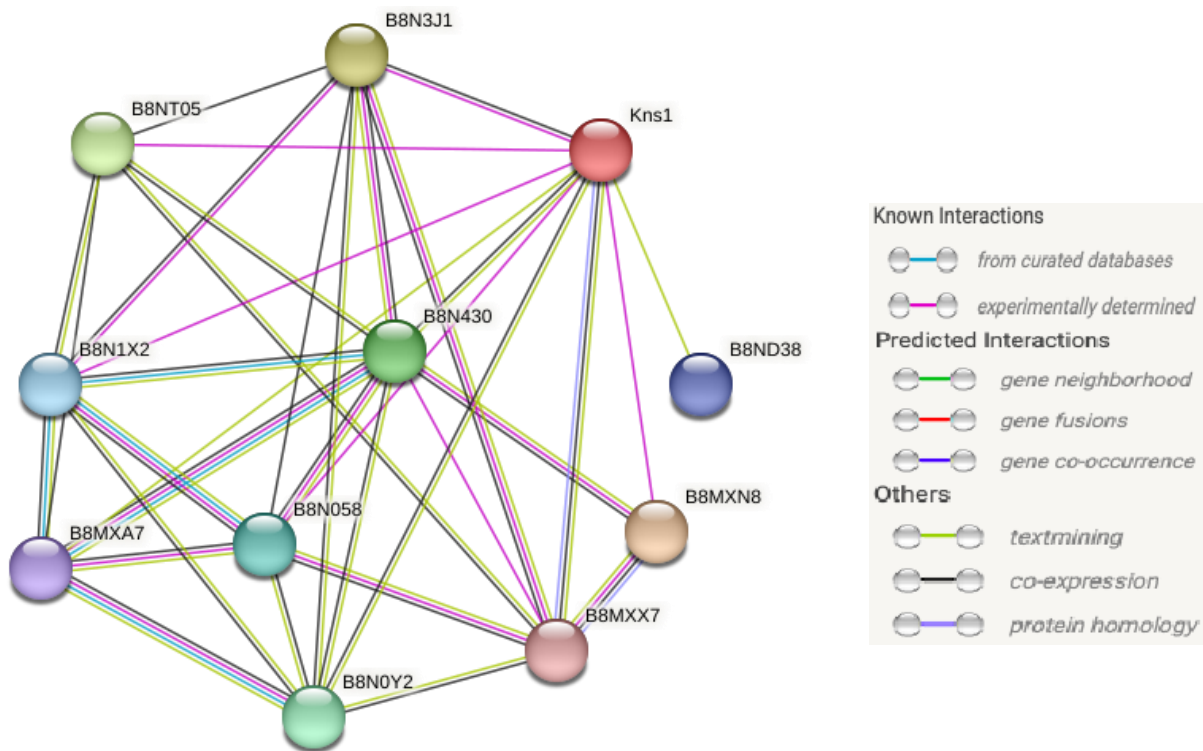 B8N3J1
B8NT05
Kns1
B8N430
B8N1X2
B8ND38
B8MXN8
B8N058
B8MXA7
B8MXX7
B8N0Y2
Known Interactions
from curated databases
experimentally determined
Predicted Interactions
gene neighborhood
gene fusions
gene co-occurrence
Others
textmining
co-expression
protein homology